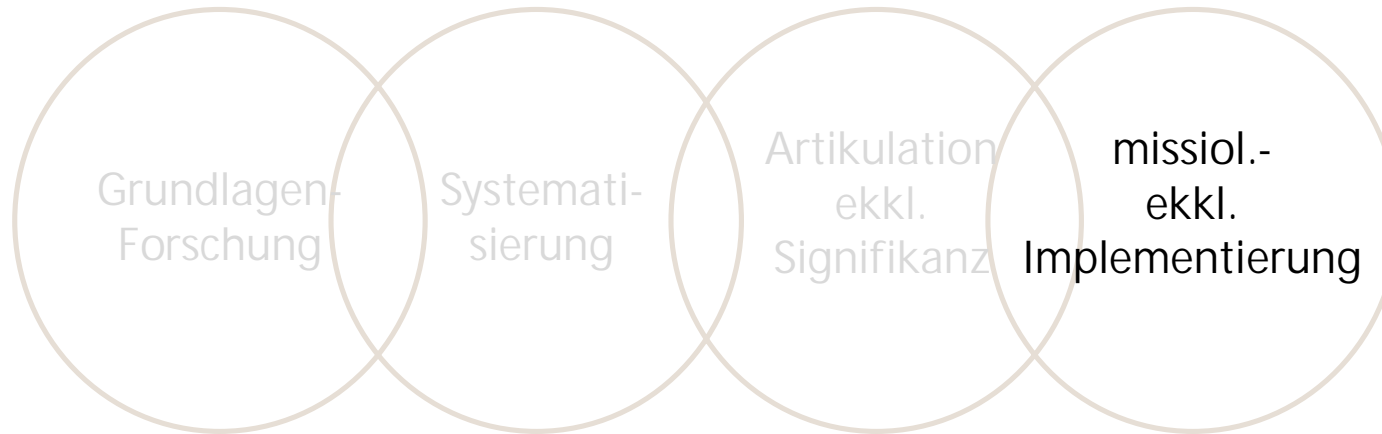 Grundlagen-
Forschung
Systemati-
sierung
Artikulation
ekkl.
Signifikanz
missiol.-
ekkl.
Implementierung